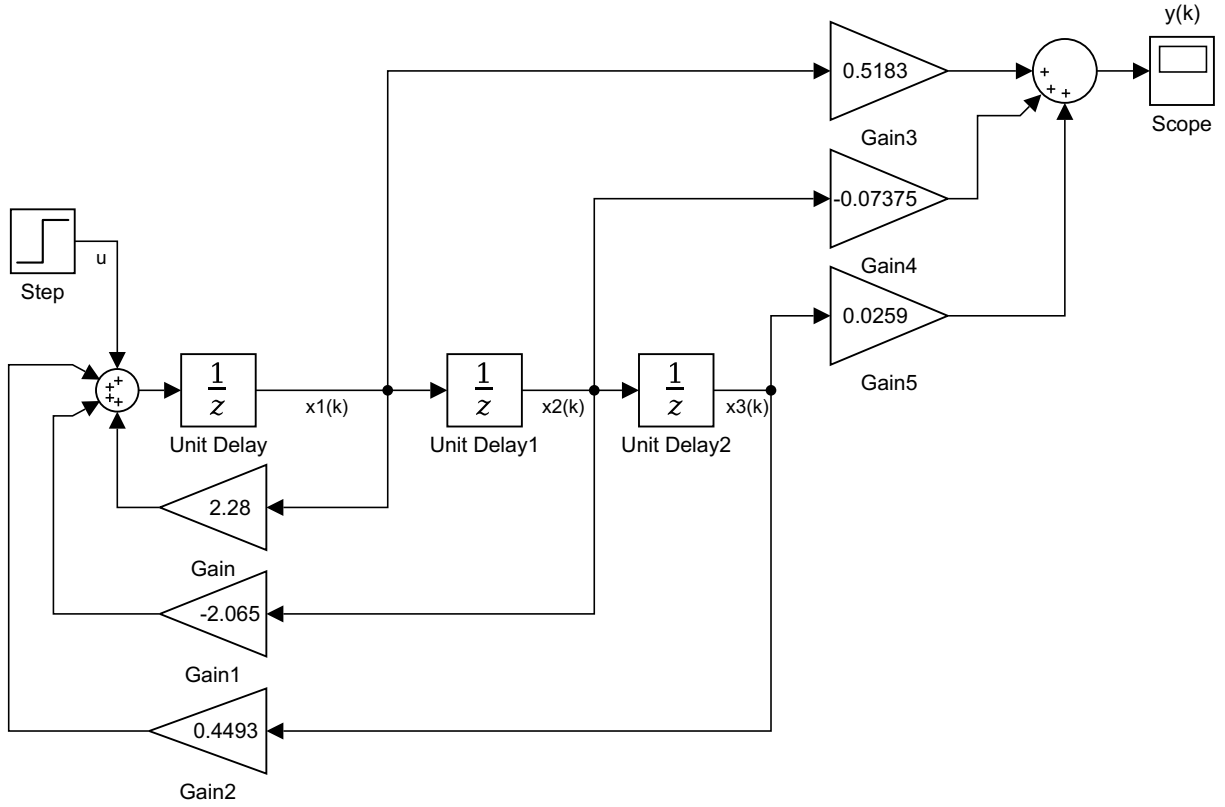 y(k)
0.5183
+
+ +
Scope
Gain3
-0.07375
Gain4
0.0259
Gain5
u
Step
+
+
+
+
1
z
x1(k)
Unit Delay
1
z
x2(k)
Unit Delay1
1
z
x3(k)
Unit Delay2
2.28
Gain
-2.065
Gain1
0.4493
Gain2